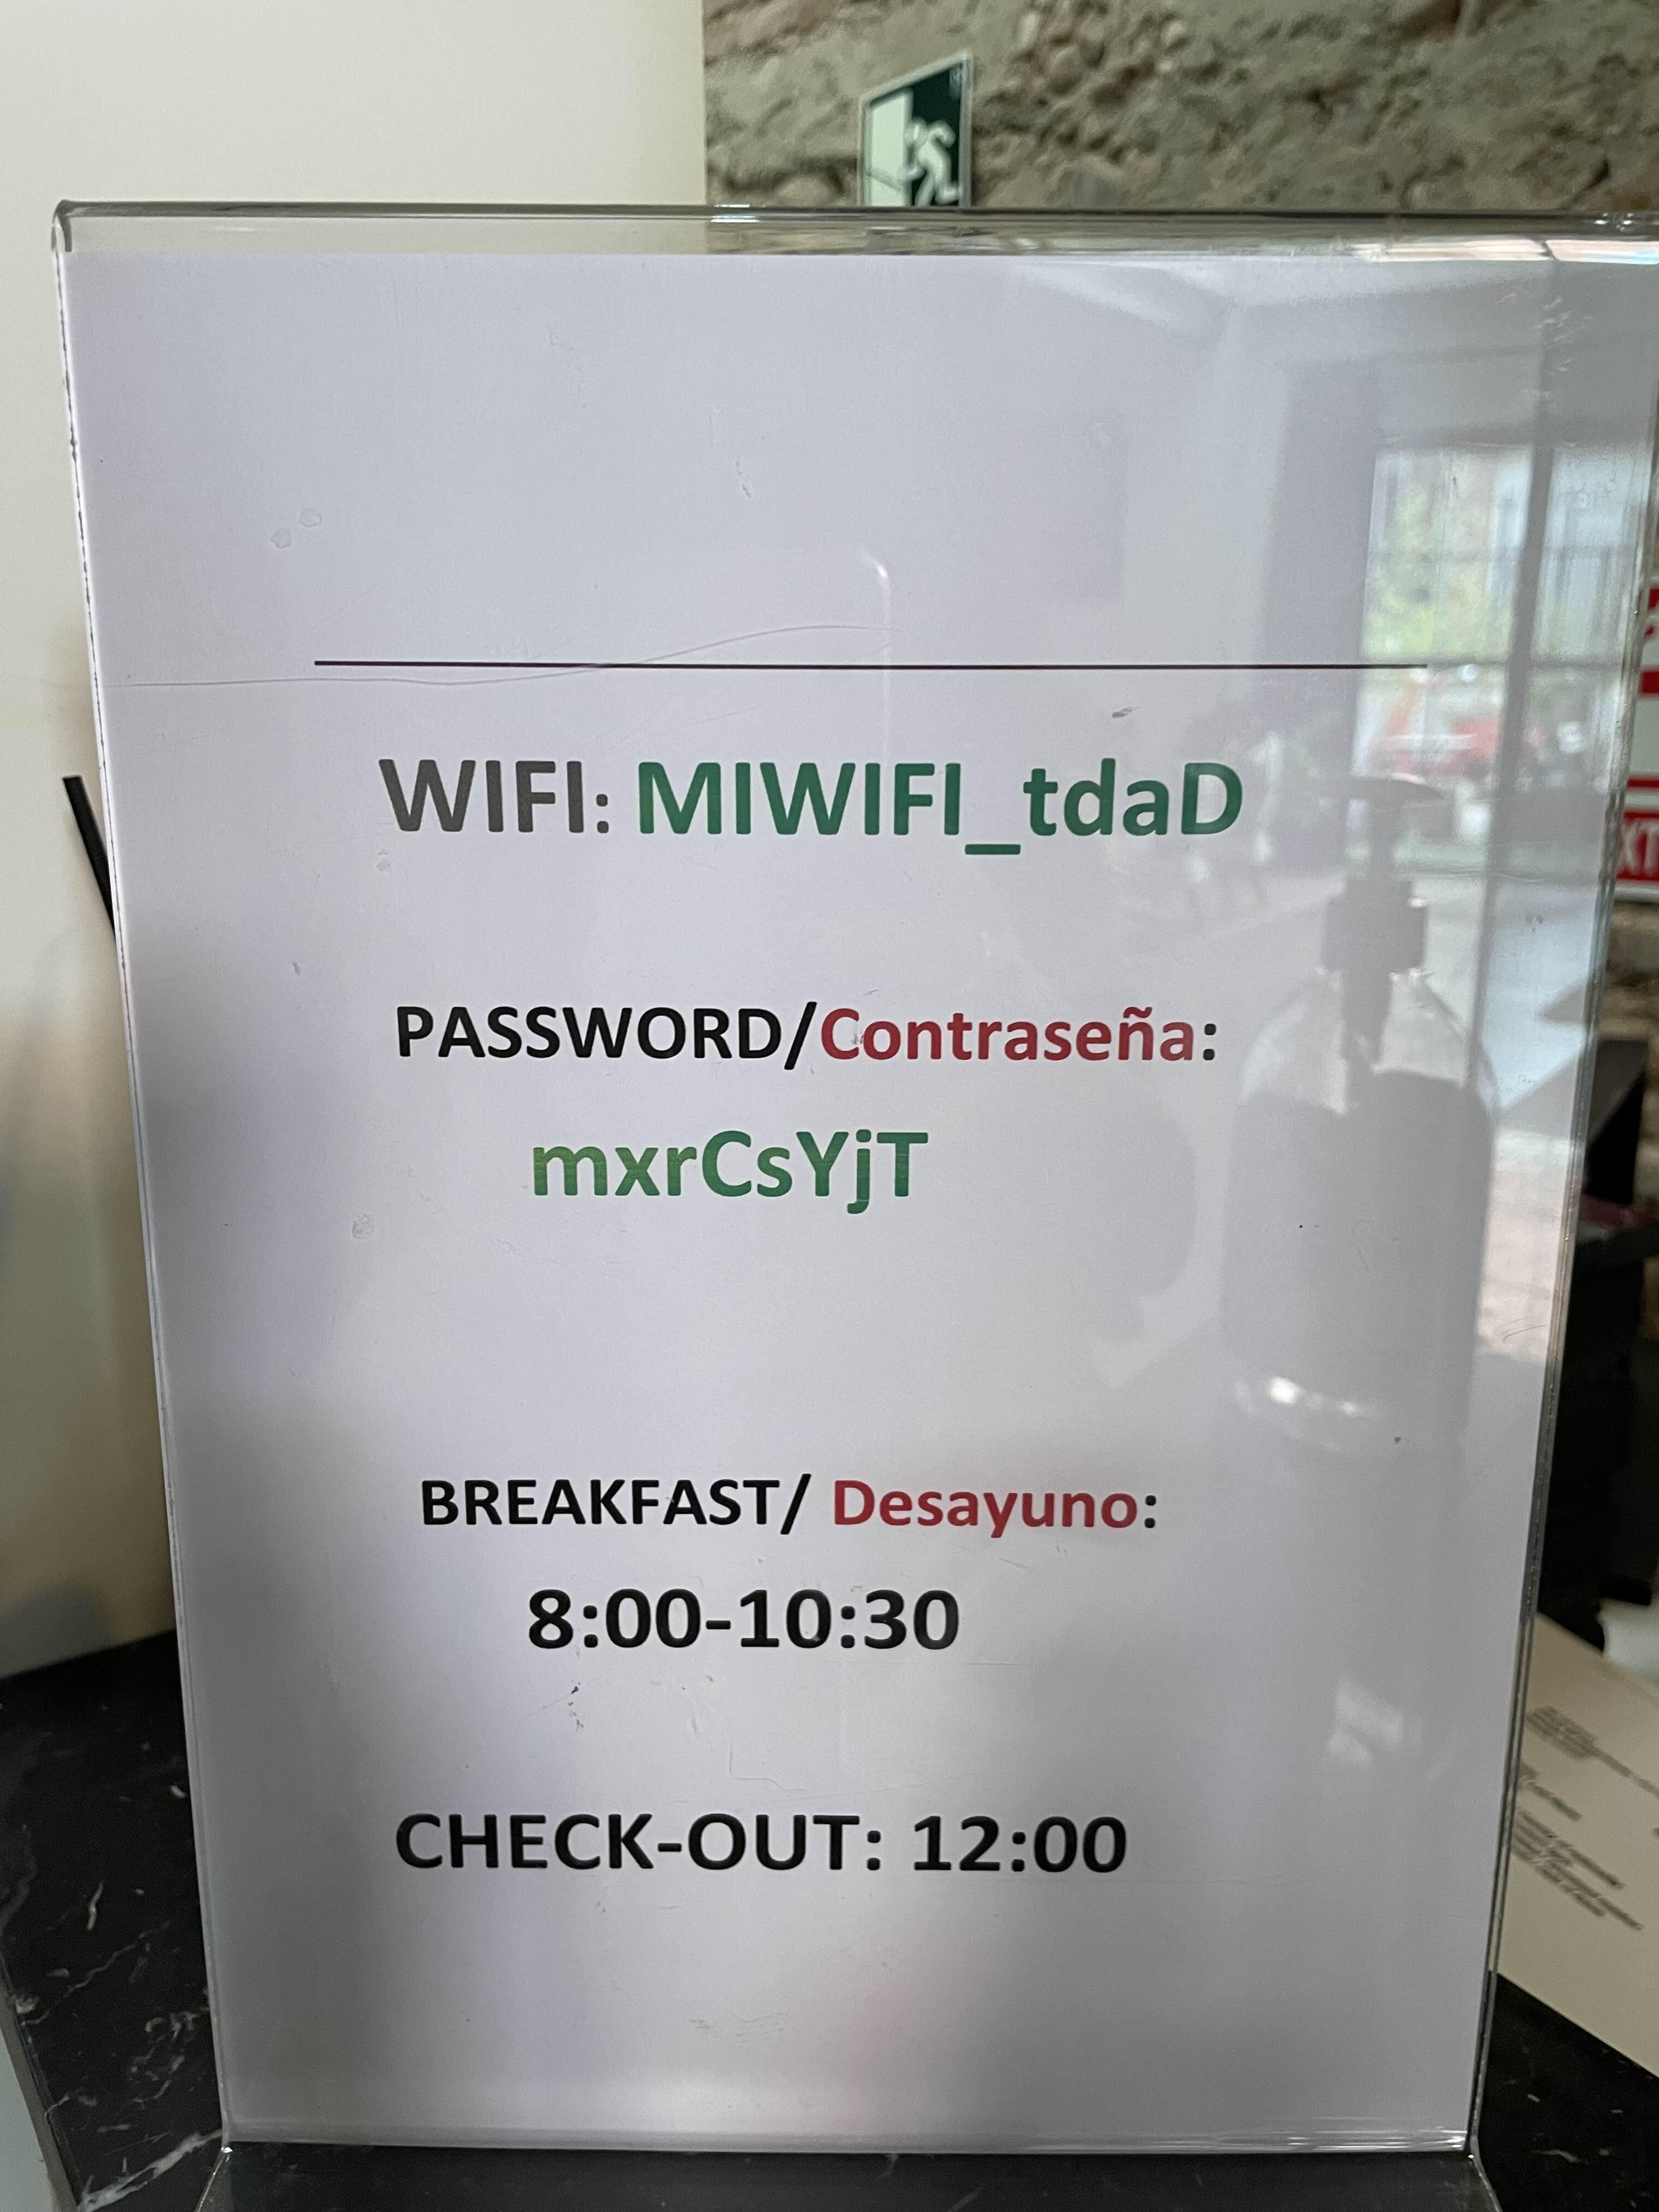 WIFI: MIWIFI_tdaD
PASSWORD/Contraseña:
mxrCsYjT
BREAKFAST/ Desayuno:
8:00-10:30
CHECK-OUT: 12:00